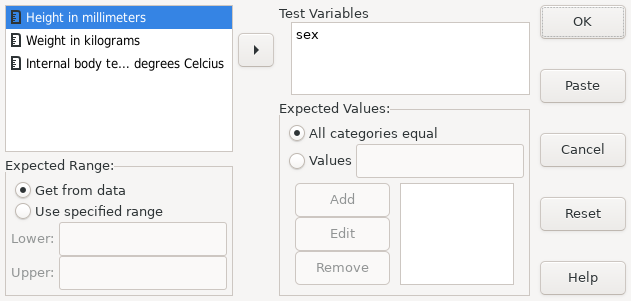 Height in millimeters
Weight in kilograms
Internal body te... degrees Celcius
Expected Range:
Get from data
Use specified range
Lower:
Upper:
Test Variables
sex
Expected Values:
All categories equal
Values
Add
Edit
Remove
OK
Paste
Cancel
Reset
Help